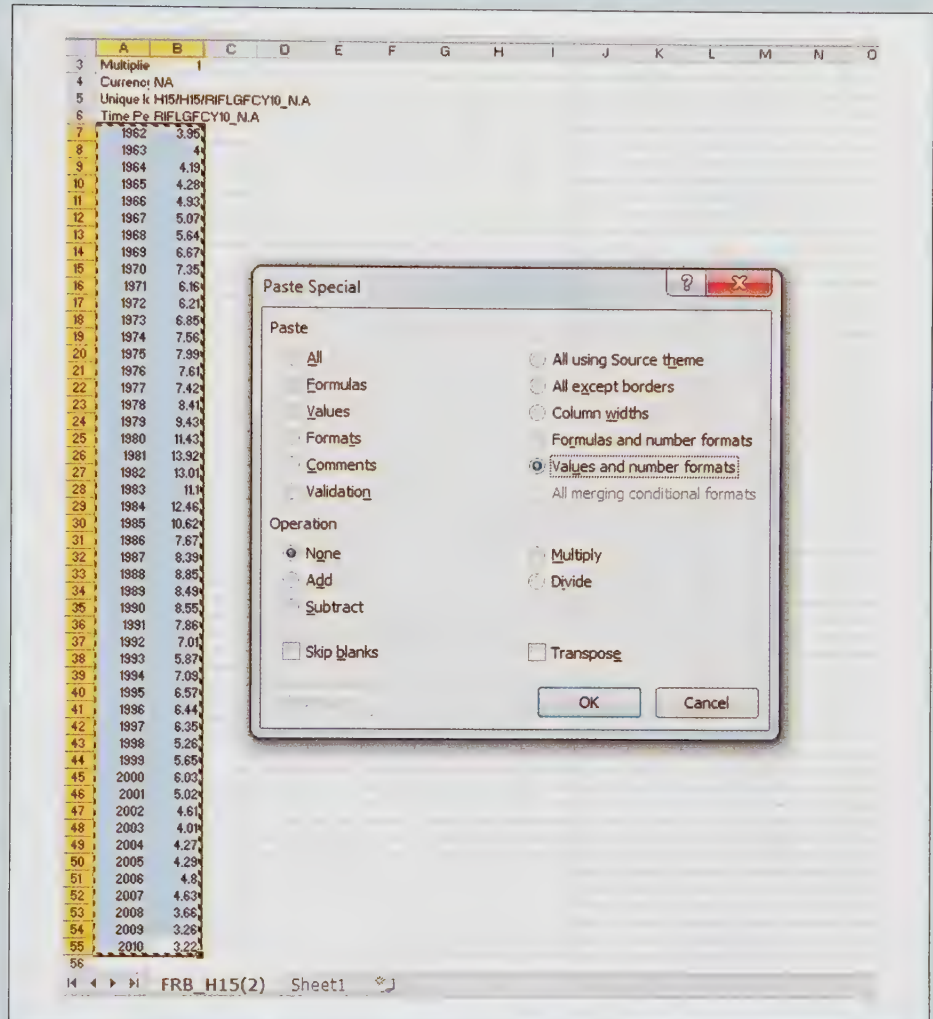 A B C D E F G H I J K L M N O
3 Multiplie 1
4 Currenc NA
5 Unique Ic H15/H15/RIFLGFCY10_N.A
6 Time Pe RIFLGFCY10_N.A
7 1962 3.95
8 1963 4
9 1964 4.19
10 1965 4.28
11 1966 4.93
12 1967 5.07
13 1968 5.64
14 1969 6.67
15 1970 7.35
16 1971 6.16
17 1972 6.21
18 1973 6.85
19 1974 7.56
20 1975 7.99
21 1976 7.61
22 1977 7.42
23 1978 8.41
24 1979 9.43
25 1980 11.43
26 1981 13.92
27 1982 13.01
28 1983 11.1
29 1984 12.46
30 1985 10.62
31 1986 7.67
32 1987 8.39
33 1988 8.85
34 1989 8.49
35 1990 8.55
36 1991 7.86
37 1992 7.01
38 1993 5.87
39 1994 7.09
40 1995 6.57
41 1996 6.44
42 1997 6.35
43 1998 5.26
44 1999 5.65
45 2000 6.03
46 2001 5.02
47 2002 4.61
48 2003 4.01
49 2004 4.27
50 2005 4.29
51 2006 4.8
52 2007 4.63
53 2008 3.66
54 2009 3.26
55 2010 3.22
56
Paste Special
?
Paste
All
Formulas
Values
Formats
Comments
Validation
All using Source theme
All except borders
Column widths
Formulas and number formats
Values and number formats
All merging conditional formats
Operation
None
Add
Subtract
Multiply
Divide
Skip blanks
Transpose
OK Cancel
FRB_H15(2) Sheet1